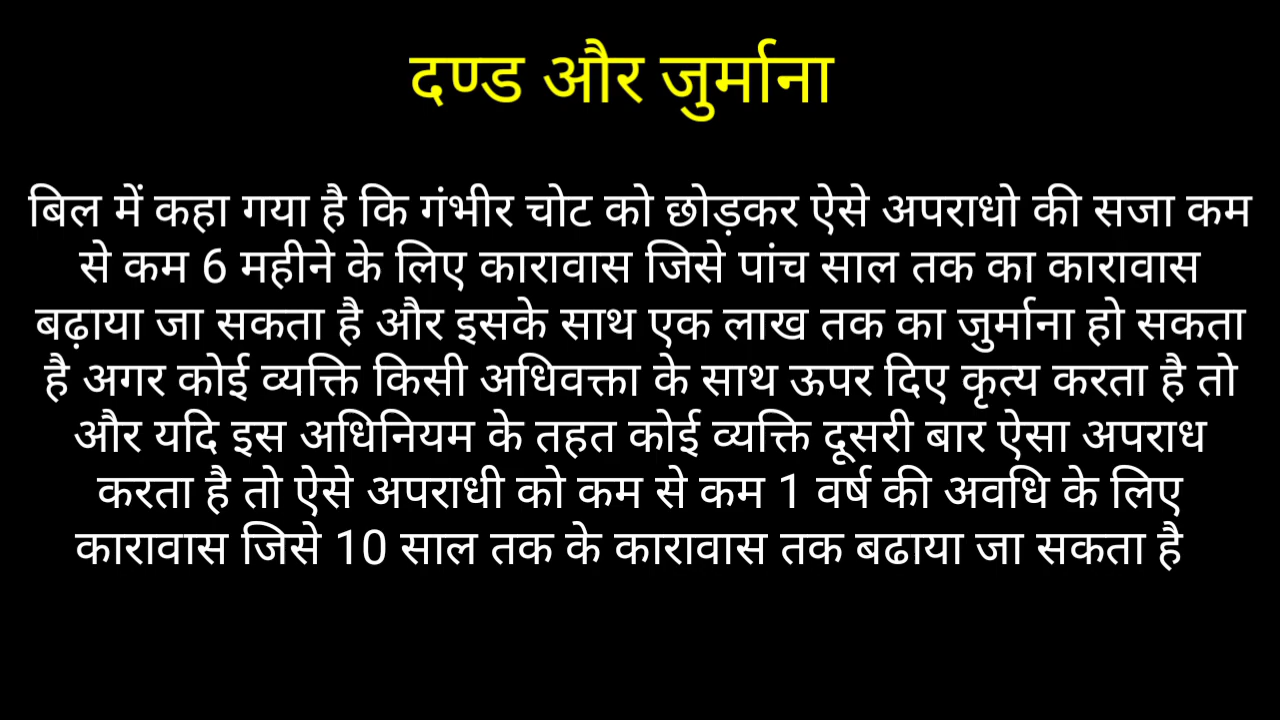 दण्ड और जुर्माना
बिल में कहा गया है कि गंभीर चोट को छोड़कर ऐसे अपराधो की सजा कम
से कम 6 महीने के लिए कारावास जिसे पांच साल तक का कारावास
बढ़ाया जा सकता है और इसके साथ एक लाख तक का जुर्माना हो सकता
है अगर कोई व्यक्ति किसी अधिवक्ता के साथ ऊपर दिए कृत्य करता है तो
और यदि इस अधिनियम के तहत कोई व्यक्ति दूसरी बार ऐसा अपराध
करता है तो ऐसे अपराधी को कम से कम 1 वर्ष की अवधि के लिए
कारावास जिसे 10 साल तक के कारावास तक बढाया जा सकता है